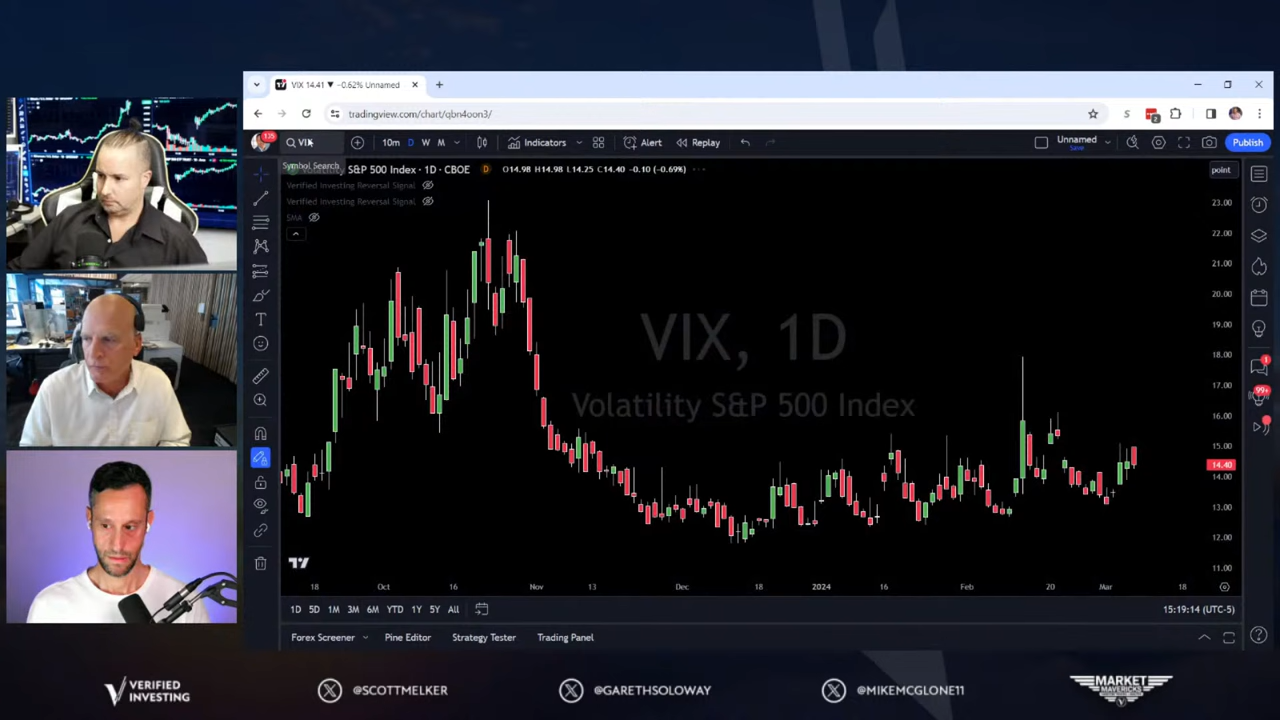 VIX 14.41 ▼ −0.62% Unnamed
tradingview.com/chart/qbn4oon3/
135
VIX
10m D W M
Indicators
Alert
Replay
Unnamed
Save
Publish
Symbol Search
S&P 500 Index · 1D · CBOE
D
O14.98 H14.98 L14.25 C14.40 −0.10 (−0.69%)
point
Verified Investing Reversal Signal
Verified Investing Reversal Signal
SMA
23.00
22.00
21.00
20.00
19.00
18.00
17.00
16.00
15.00
14.40
14.00
13.00
12.00
11.00
VIX, 1D
Volatility S&P 500 Index
1
99+
18 Oct 16 Nov 13 Dec 18 2024 16 Feb 20 Mar 18
1D 5D 1M 3M 6M YTD 1Y 5Y All
15:19:14 (UTC-5)
Forex Screener Pine Editor Strategy Tester Trading Panel
VERIFIED
INVESTING
@SCOTTMELKER
@GARETHSOLOWAY
@MIKEMCGLONE11
MARKET
MAVERICKS